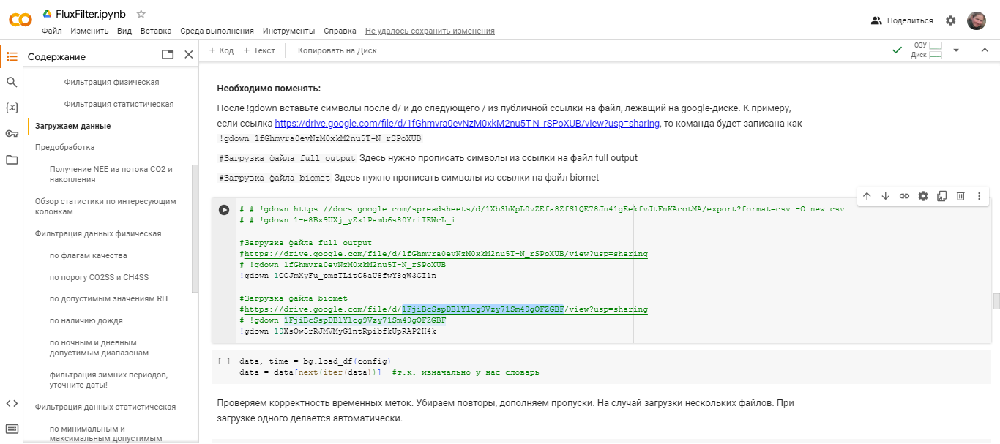 FluxFilter.ipynb
Файл Изменить Вид Вставка Среда выполнения Инструменты Справка Не удалось сохранить изменения
Поделиться
Содержание
Фильтрация физическая
Фильтрация статистическая
Загружаем данные
Предобработка
Получение NEE из потока CO2 и
накопления
Обзор статистики по интересующим
колонкам
Фильтрация данных физическая
по флагам качества
по порогу CO2SS и CH4SS
по допустимым значениям RH
по наличию дождя
по ночным и дневным
допустимым диапазонам
фильтрация зимних периодов,
уточните даты!
Фильтрация данных статистическая
по минимальным и
максимальным допустимым
+ Код + Текст Копировать на Диск
ОЗУ
Диск
Необходимо поменять:
После !gdown вставьте символы после d/ и до следующего / из публичной ссылки на файл, лежащий на google-диске. К примеру,
если ссылка https://drive.google.com/file/d/1fGhmvra0evNzM0xkM2nu5T-N_rSPoXUB/view?usp=sharing, то команда будет записана как
!gdown 1fGhmvra0evNzM0xkM2nu5T-N_rSPoXUB
#Загрузка файла full output Здесь нужно прописать символы из ссылки на файл full output
#Загрузка файла biomet Здесь нужно прописать символы из ссылки на файл biomet
# # !gdown https://docs.google.com/spreadsheets/d/1Xb3hKpL0vZEfa8ZfSlQE78Jn41gEekfvJtFnKAcotMA/export?format=csv -O new.csv
# # !gdown 1-e8Bx9UXj_yZxlPamb6s80YriIEWcL_i
#Загрузка файла full output
#https://drive.google.com/file/d/1fGhmvra0evNzM0xkM2nu5T-N_rSPoXUB/view?usp=sharing
# !gdown 1fGhmvra0evNzM0xkM2nu5T-N_rSPoXUB
!gdown 1CGJmXyFu_pmzTLitG5aU8fwY8gW3CI1n
#Загрузка файла biomet
#https://drive.google.com/file/d/1FjiBcSspDBlYlcg9Vzy71Sm49gOFZGBF/view?usp=sharing
# !gdown 1FjiBcSspDBlYlcg9Vzy71Sm49gOFZGBF
!gdown 19XsOw5rRJMVMyGlntRpibfkUpRAP2H4k
[ ] data, time = bg.load_df(config)
data = data[next(iter(data))] #т.к. изначально у нас словарь
Проверяем корректность временных меток. Убираем повторы, дополняем пропуски. На случай загрузки нескольких файлов. При
загрузке одного делается автоматически.